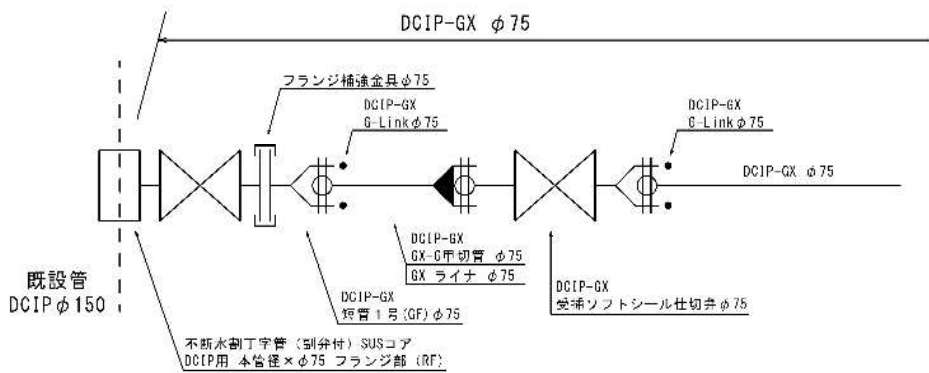 DCIP-GX φ75
フランジ補強金具φ75
DCIP-GX
G-Linkφ75
DCIP-GX
G-Linkφ75
DCIP-GX φ75
DCIP-GX
GX-G甲切管 φ75
GX ライナ φ75
既設管
DCIPφ150
DCIP-GX
短管1号(GF)φ75
DCIP-GX
受挿ソフトシール仕切弁φ75
不断水割丁字管（副弁付）SUSコア
DCIP用 本管径×φ75 フランジ部（RF）